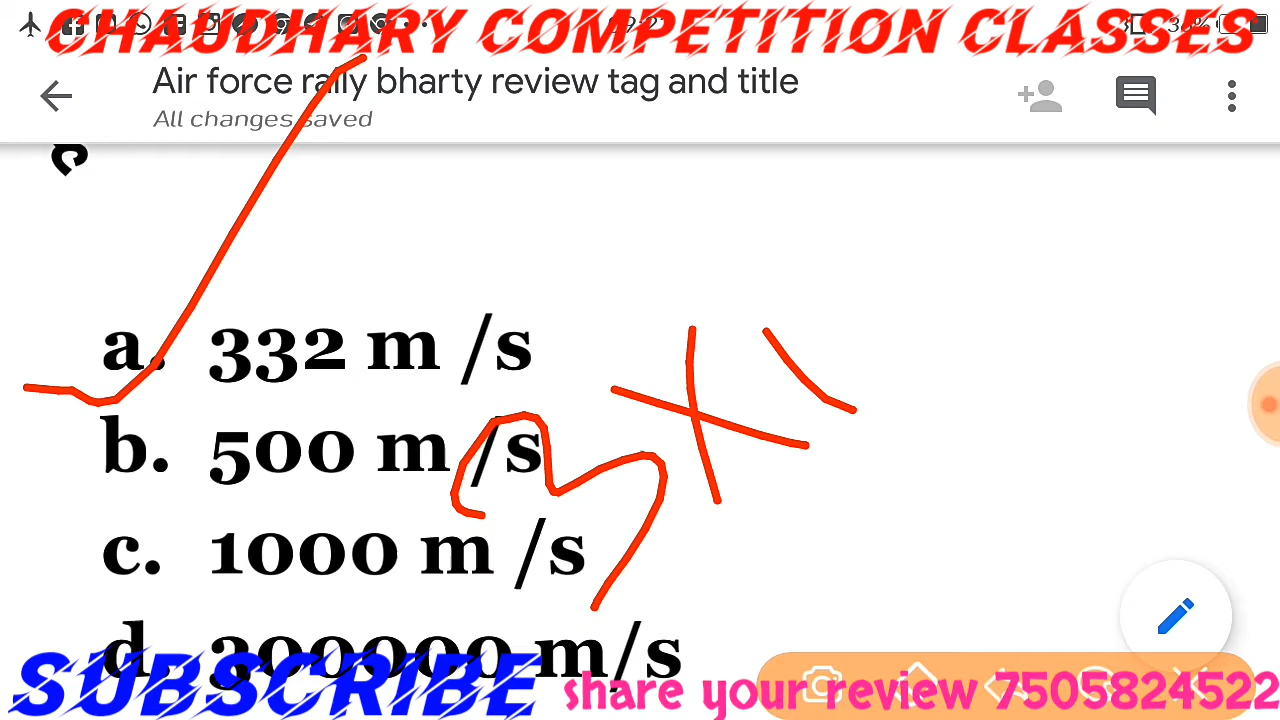 CHAUDHARY COMPETITION CLASSES
Air force rally bharty review tag and title
All changes saved
a. 332 m /s
b. 500 m /s
c. 1000 m /s
d. 300000 m/s
SUBSCRIBE
share your review 7505824522